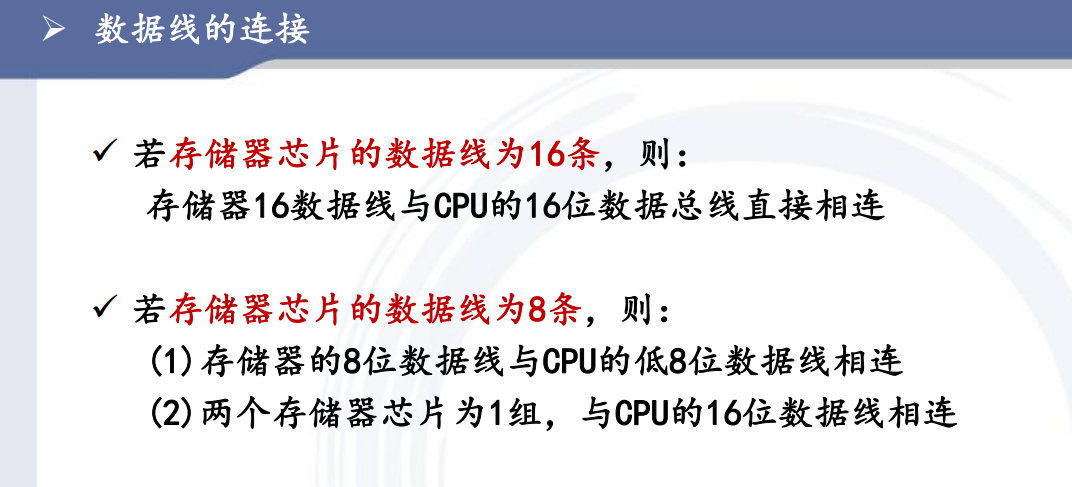 ➢ 数据线的连接
✓ 若存储器芯片的数据线为16条，则：
存储器16数据线与CPU的16位数据总线直接相连
✓ 若存储器芯片的数据线为8条，则：
(1)存储器的8位数据线与CPU的低8位数据线相连
(2)两个存储器芯片为1组，与CPU的16位数据线相连